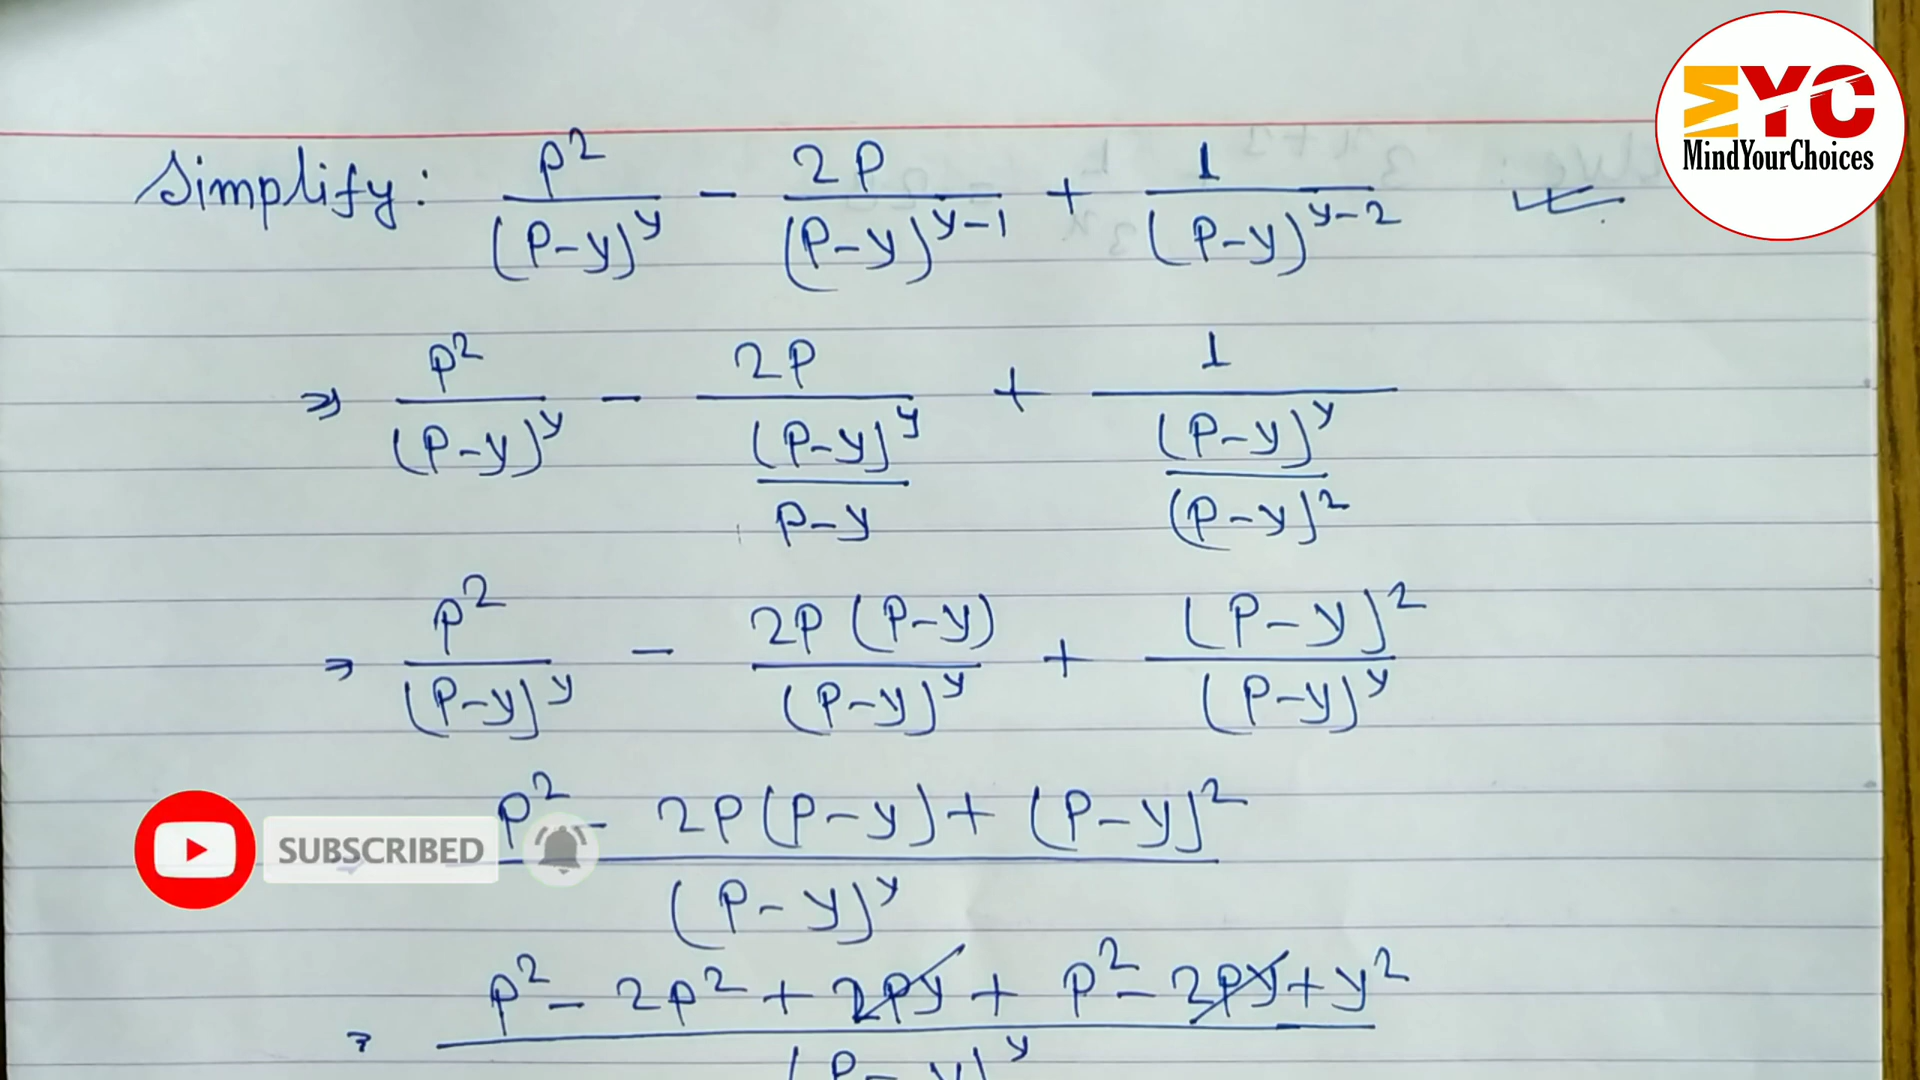 MYC
MindYourChoices
Simplify: P²/(P-y)^y - 2P/(P-y)^(y-1) + 1/(P-y)^(y-2)
⇒ P²/(P-y)^y - 2P/((P-y)^y/(P-y)) + 1/((P-y)^y/(P-y)²)
⇒ P²/(P-y)^y - 2P(P-y)/(P-y)^y + (P-y)²/(P-y)^y
(P² - 2P(P-y) + (P-y)²)/(P-y)^y
SUBSCRIBED
⇒ (P² - 2P² + 2Py + P² - 2Py + y²)/(P-y)^y